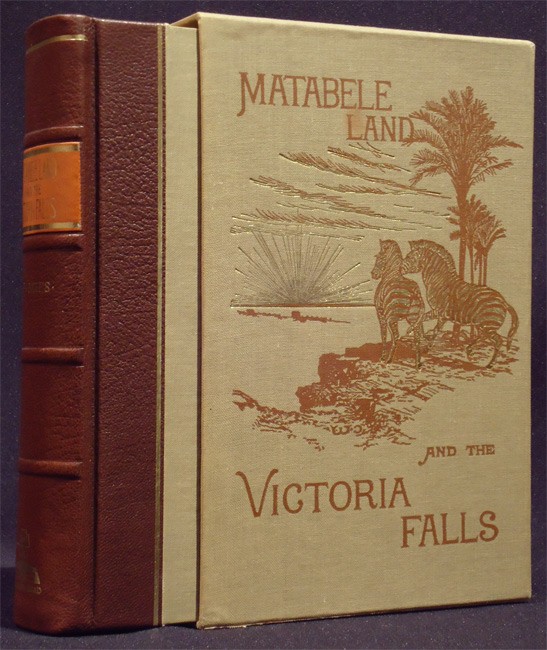 MATABELE
LAND
AND THE
VICTORIA
FALLS